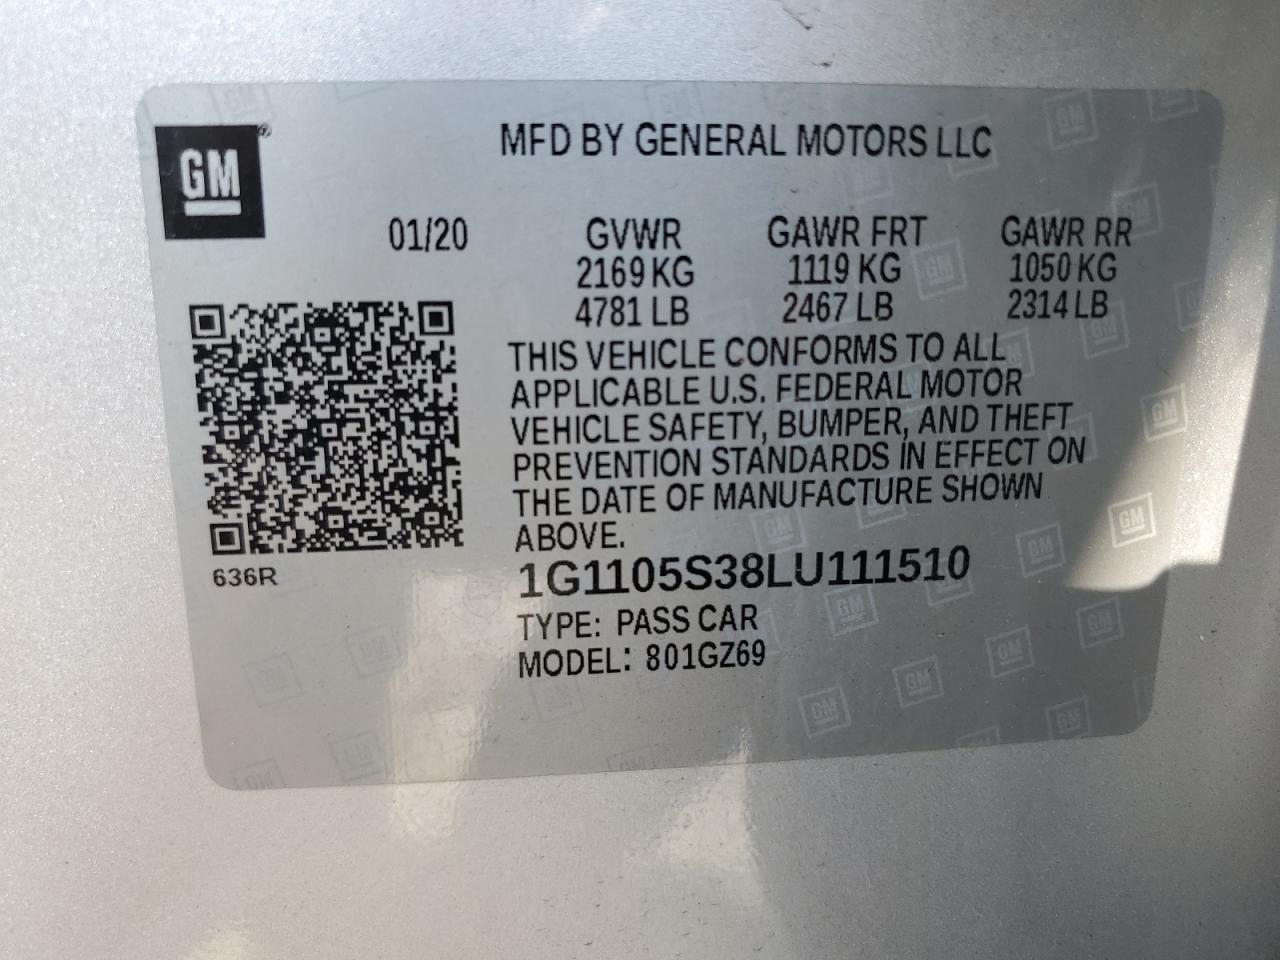 GM
MFD BY GENERAL MOTORS LLC
01/20 GVWR GAWR FRT GAWR RR
2169 KG 1119 KG 1050 KG
4781 LB 2467 LB 2314 LB
THIS VEHICLE CONFORMS TO ALL
APPLICABLE U.S. FEDERAL MOTOR
VEHICLE SAFETY, BUMPER, AND THEFT
PREVENTION STANDARDS IN EFFECT ON
THE DATE OF MANUFACTURE SHOWN
ABOVE.
636R
1G1105S38LU111510
TYPE: PASS CAR
MODEL: 801GZ69